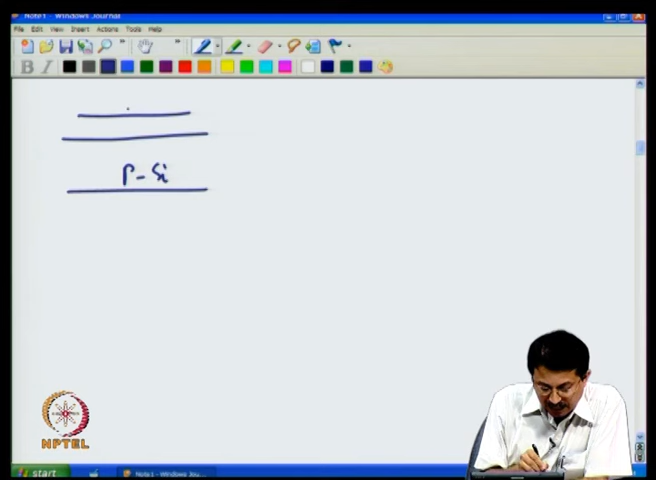 Note1 - Windows Journal
File Edit View Insert Actions Tools Help
B I
P-Si
NPTEL
start
Note1 - Windows Jou...